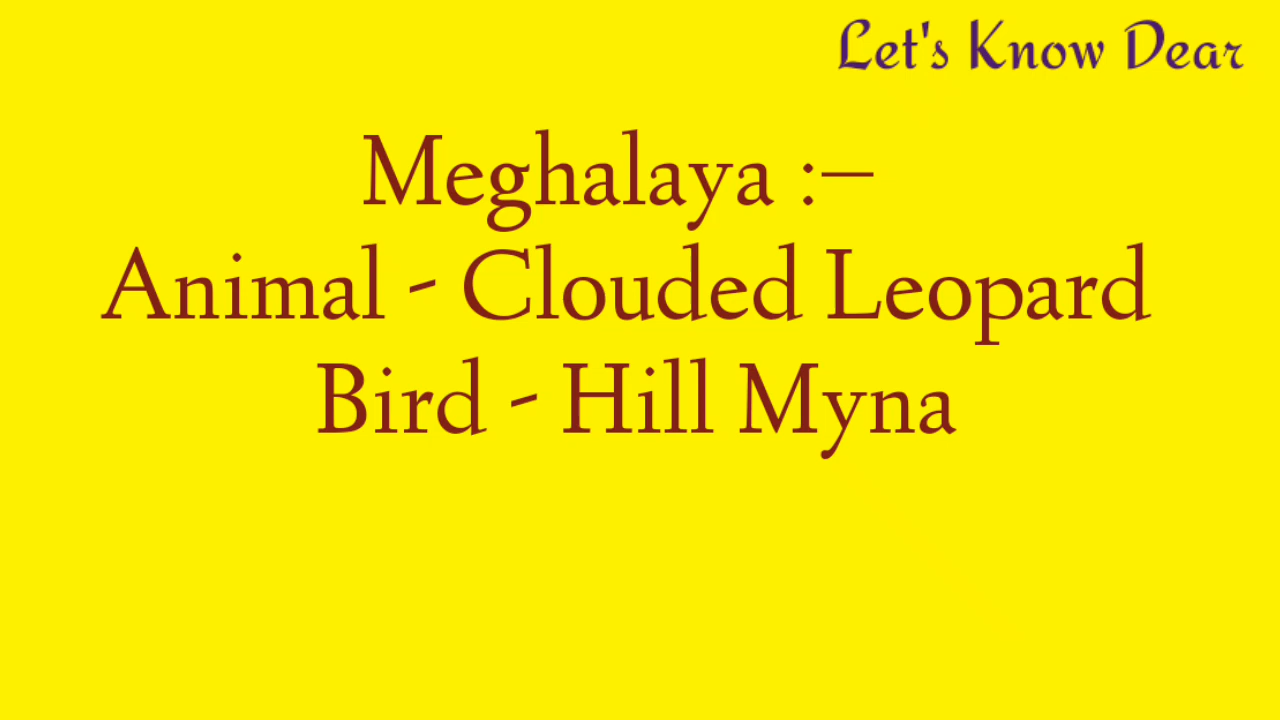 Let's Know Dear
Meghalaya :–
Animal - Clouded Leopard
Bird - Hill Myna